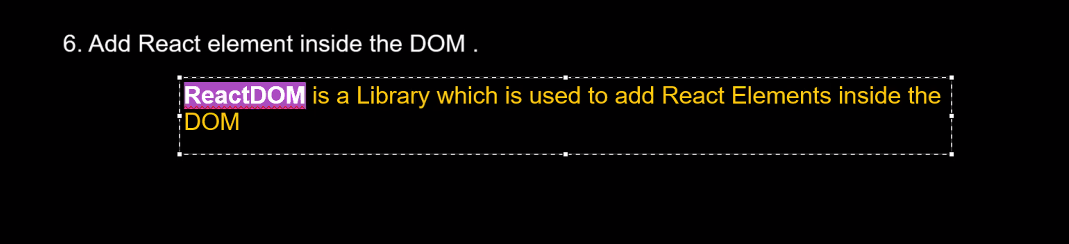 6. Add React element inside the DOM .
ReactDOM is a Library which is used to add React Elements inside the
DOM